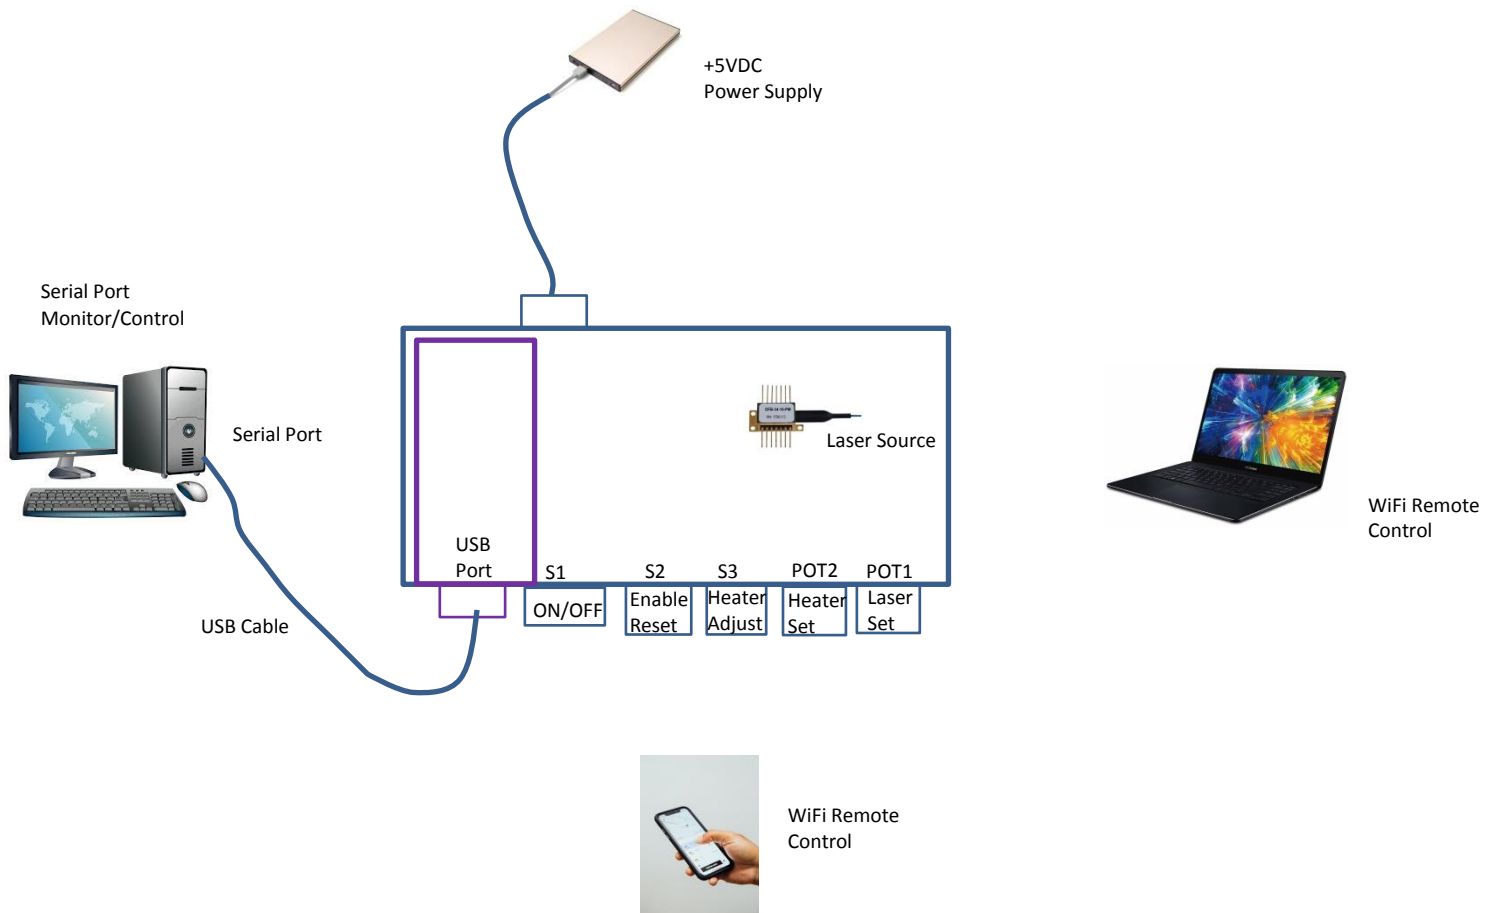 +5VDC
Power Supply
Serial Port
Monitor/Control
Serial Port
Laser Source
WiFi Remote
Control
USB
Port
S1
S2
S3
POT2
POT1
ON/OFF
Enable
Reset
Heater
Adjust
Heater
Set
Laser
Set
USB Cable
WiFi Remote
Control